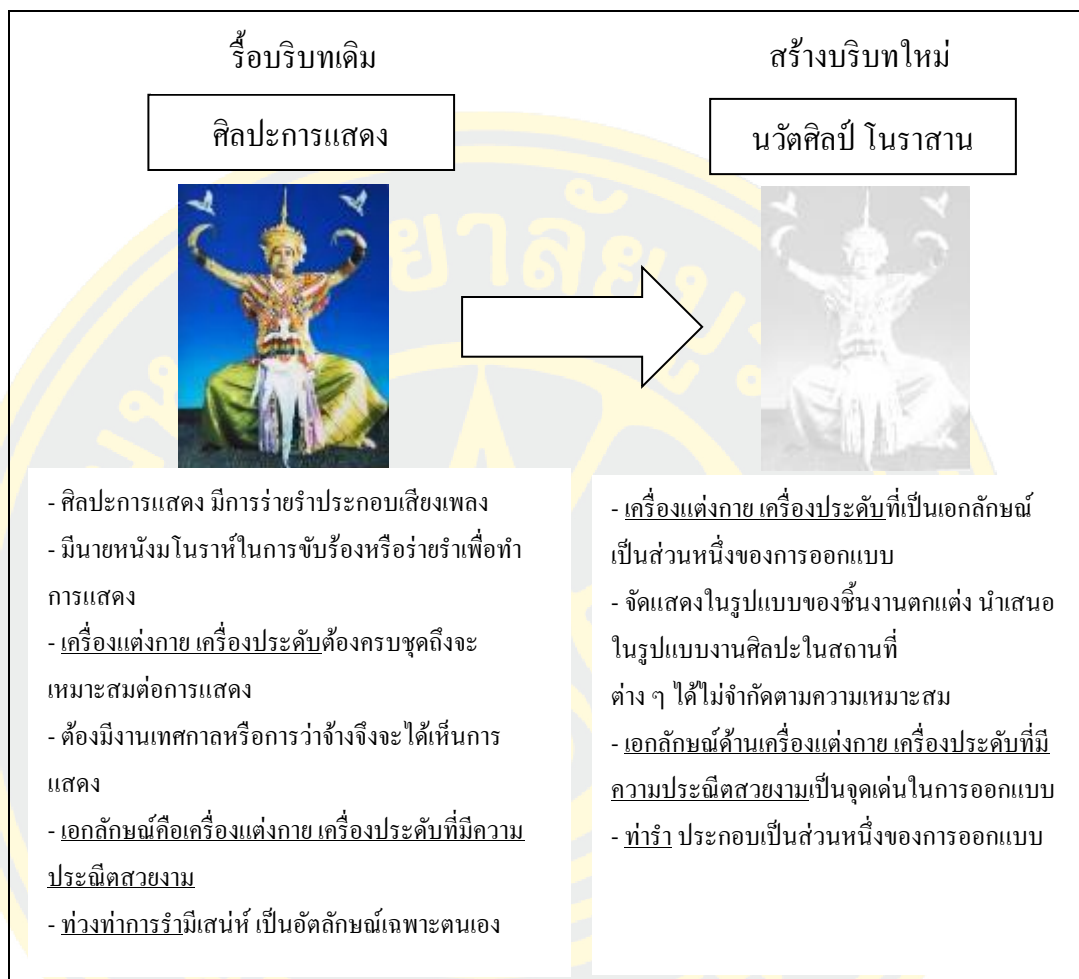 รื้อบริบทเดิม
ศิลปะการแสดง
- ศิลปะการแสดง มีการร่ายรำประกอบเสียงเพลง
- มีนายหนังมโนราห์ในการขับร้องหรือร่ายรำเพื่อทำ
การแสดง
- เครื่องแต่งกาย เครื่องประดับต้องครบชุดถึงจะ
เหมาะสมต่อการแสดง
- ต้องมีงานเทศกาลหรือการว่าจ้างจึงจะได้เห็นการ
แสดง
- เอกลักษณ์คือเครื่องแต่งกาย เครื่องประดับที่มีความ
ประณีตสวยงาม
- ท่วงท่าการรำมีเสน่ห์ เป็นอัตลักษณ์เฉพาะตนเอง
สร้างบริบทใหม่
นวัตศิลป์ โนราสาน
- เครื่องแต่งกาย เครื่องประดับที่เป็นเอกลักษณ์
เป็นส่วนหนึ่งของการออกแบบ
- จัดแสดงในรูปแบบของชิ้นงานตกแต่ง นำเสนอ
ในรูปแบบงานศิลปะในสถานที่
ต่าง ๆ ได้ไม่จำกัดตามความเหมาะสม
- เอกลักษณ์ด้านเครื่องแต่งกาย เครื่องประดับที่มี
ความประณีตสวยงามเป็นจุดเด่นในการออกแบบ
- ท่ารำ ประกอบเป็นส่วนหนึ่งของการออกแบบ